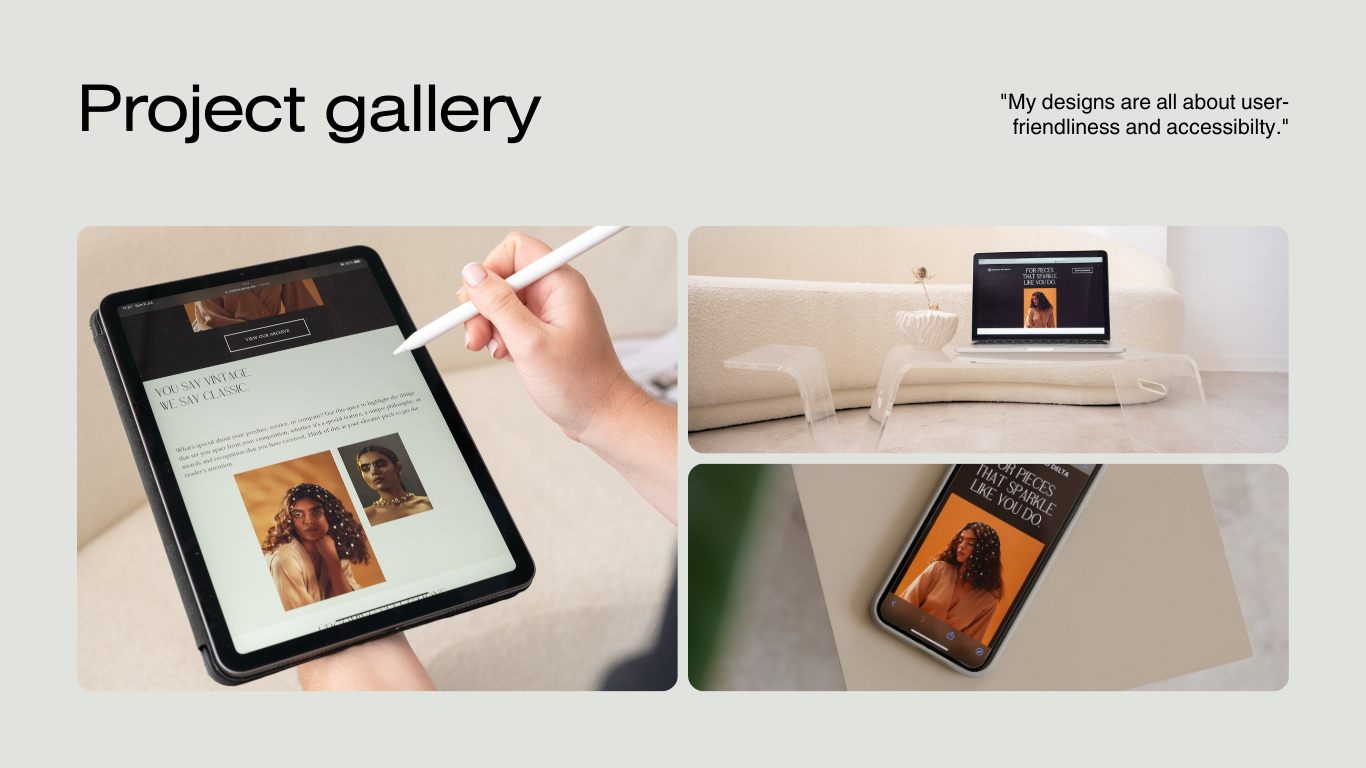 Project gallery
"My designs are all about user-
friendliness and accessibilty."
VIEW OUR ARCHIVE
YOU SAY VINTAGE.
WE SAY CLASSIC.
What's special about your product, service, or company? Use this space to highlight the things
that set you apart from your competition, whether it's a special feature, a unique philosophy, or
awards and recognition that you have received. Think of this as your elevator pitch to get the
reader's attention.
FOR PIECES
THAT SPARKLE
LIKE YOU DO.
DELTA
FOR PIECES
THAT SPARKLE
LIKE YOU DO.